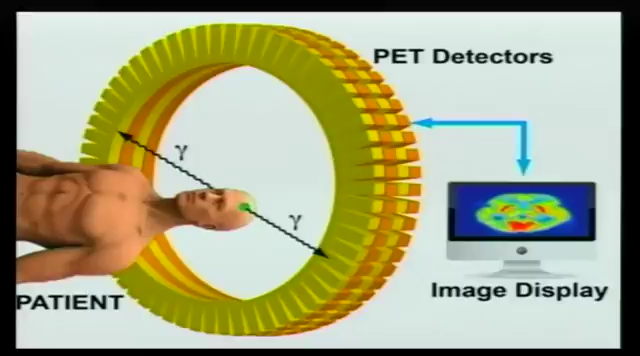 PET Detectors
γ
γ
PATIENT
Image Display